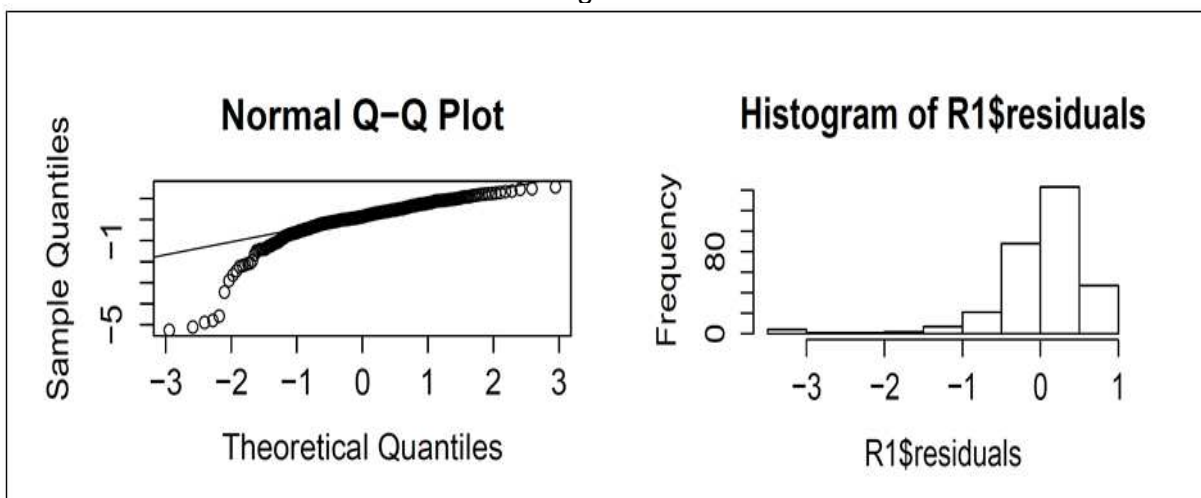 Normal Q−Q Plot
Sample Quantiles
−1
−5
−3 −2 −1 0 1 2 3
Theoretical Quantiles
Histogram of R1$residuals
Frequency
80
0
−3 −2 −1 0 1
R1$residuals